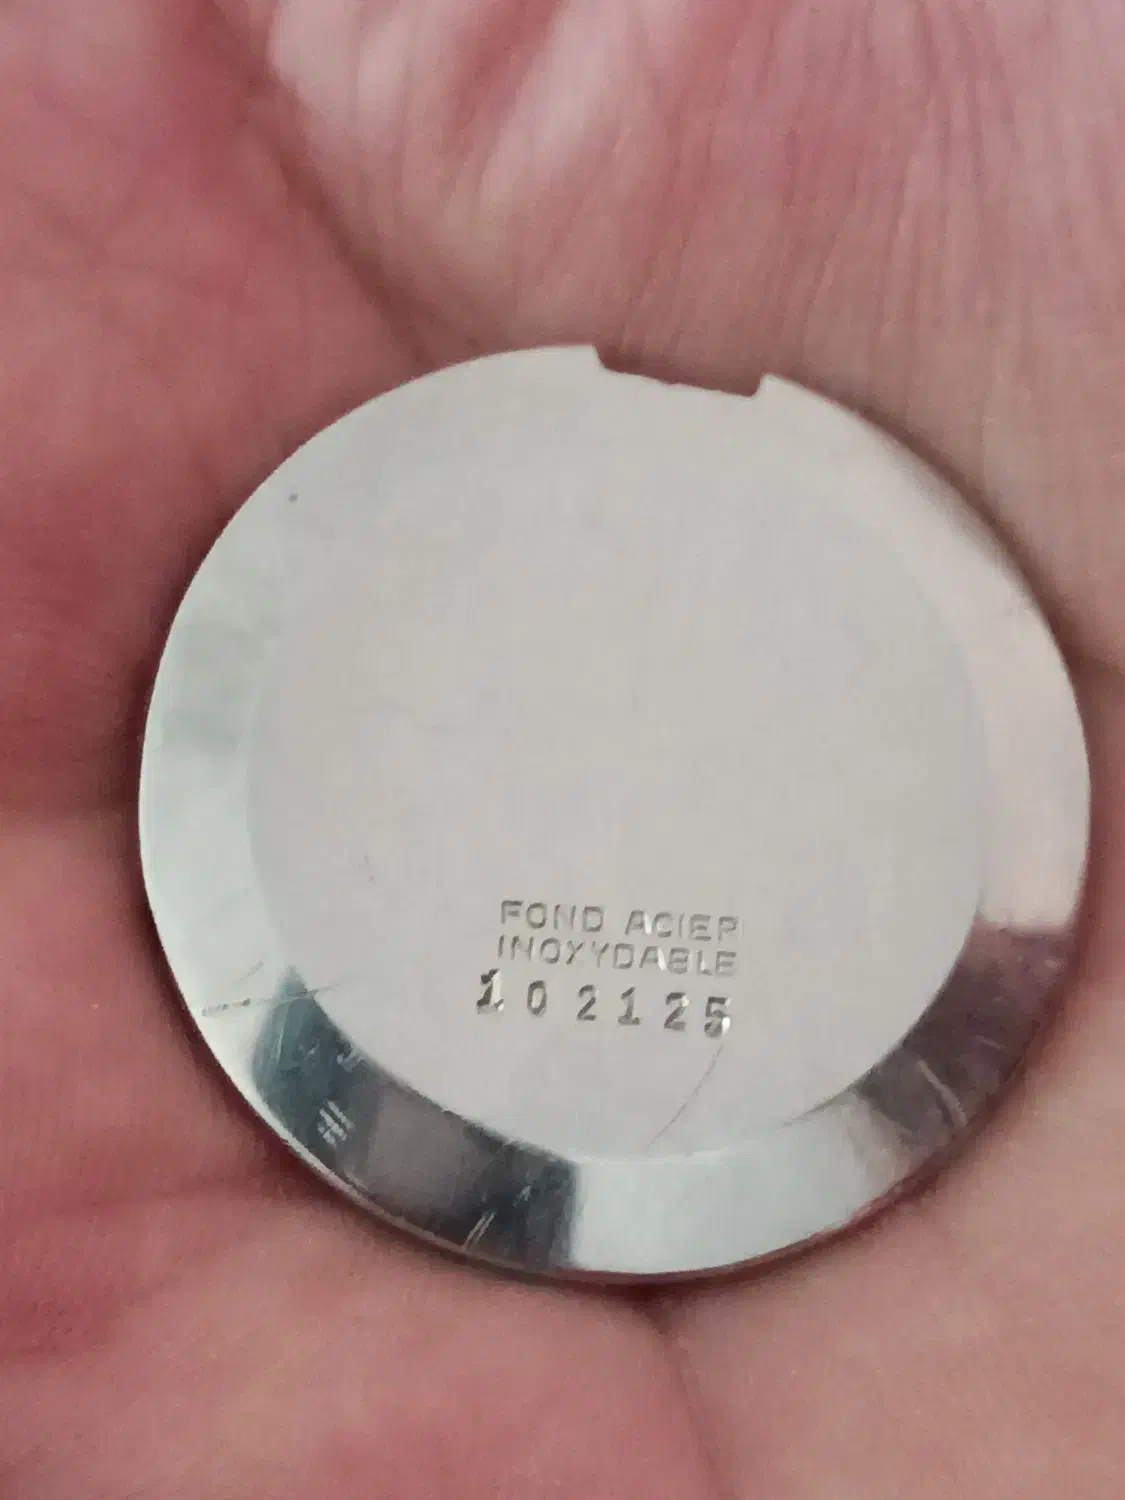 FOND ACIER
INOXYDABLE
102125